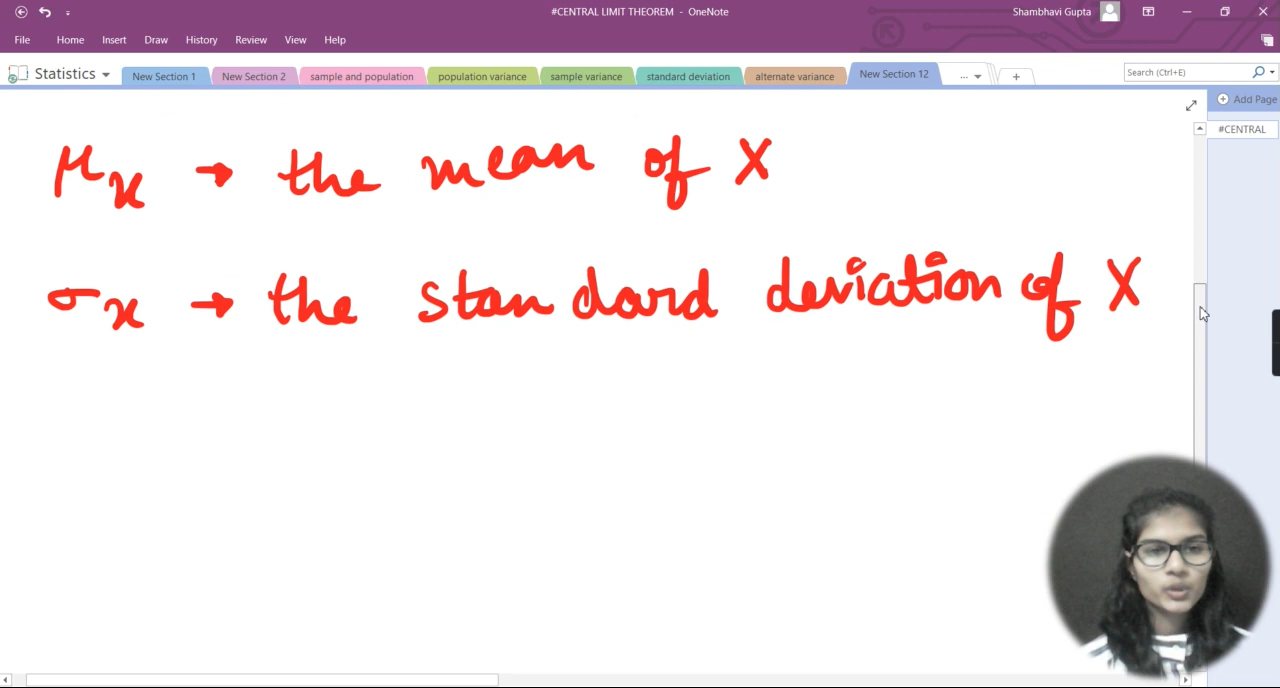 #CENTRAL LIMIT THEOREM - OneNote
Shambhavi Gupta
File Home Insert Draw History Review View Help
Statistics
New Section 1
New Section 2
sample and population
population variance
sample variance
standard deviation
alternate variance
New Section 12
...
+
Search (Ctrl+E)
Add Page
#CENTRAL
μx → the mean of X
σx → the standard deviation of X